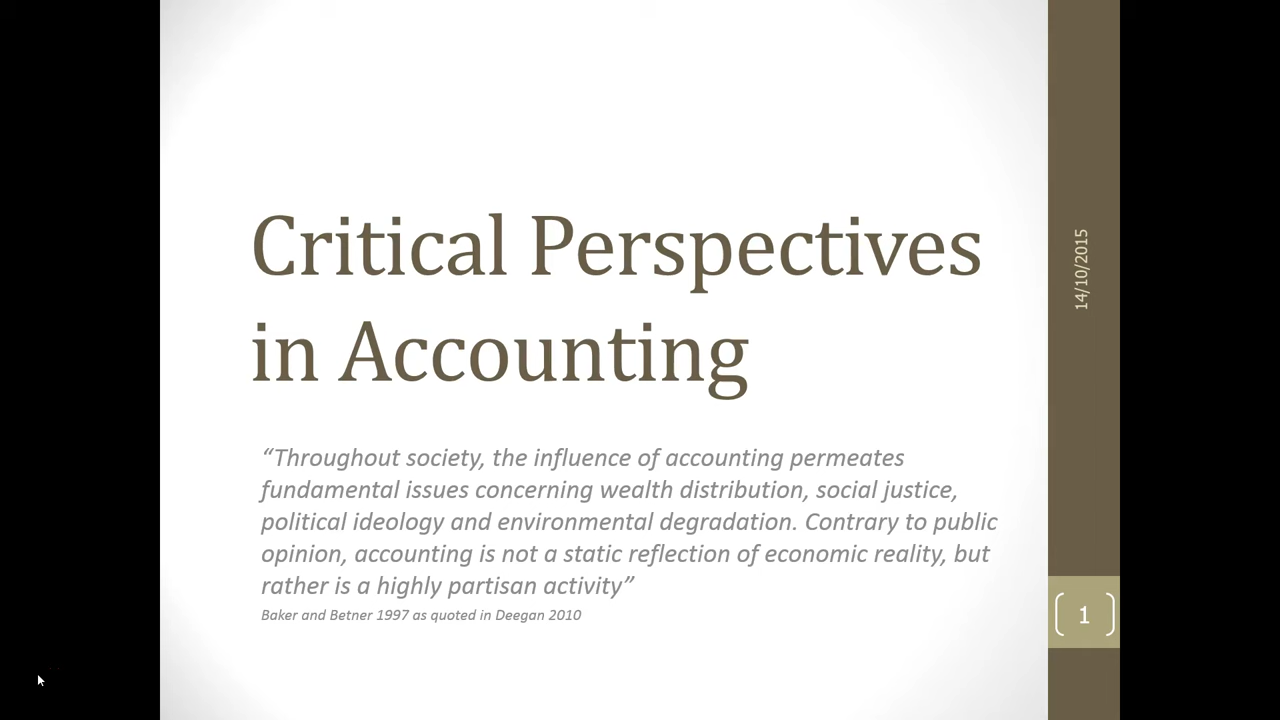 Critical Perspectives
in Accounting
“Throughout society, the influence of accounting permeates
fundamental issues concerning wealth distribution, social justice,
political ideology and environmental degradation. Contrary to public
opinion, accounting is not a static reflection of economic reality, but
rather is a highly partisan activity”
Baker and Betner 1997 as quoted in Deegan 2010
14/10/2015
1